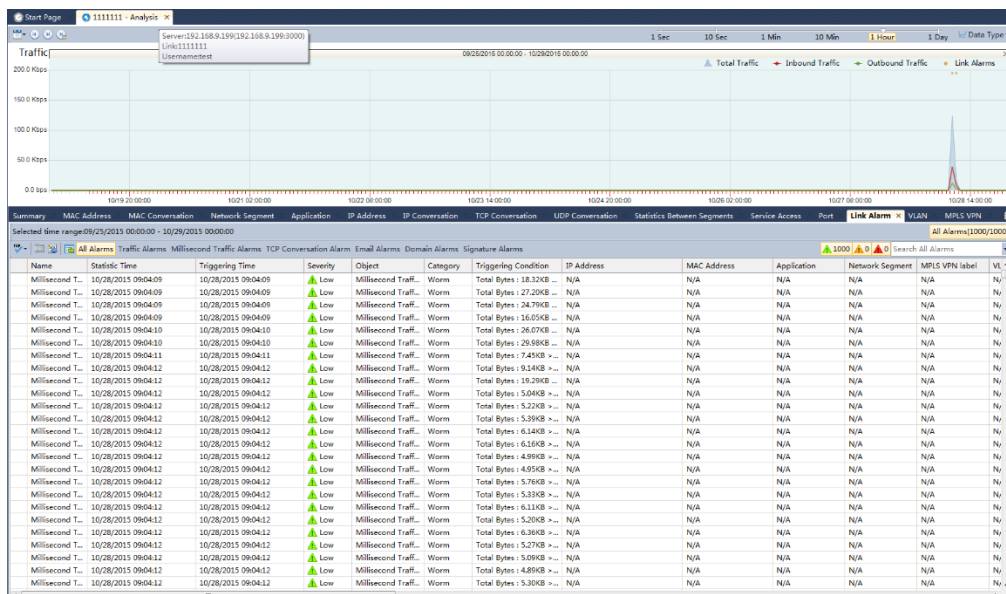 Start Page 1111111 - Analysis ×
Server:192.168.9.199(192.168.9.199:3000)
Link:1111111
Username:test
1 Sec 10 Sec 1 Min 10 Min 1 Hour 1 Day Data Type
Traffic 09/25/2015 00:00:00 - 10/29/2015 00:00:00
200.0 Kbps Total Traffic Inbound Traffic Outbound Traffic Link Alarms
150.0 Kbps
100.0 Kbps
50.0 Kbps
0.0 bps
10/19 20:00:00 10/21 02:00:00 10/22 08:00:00 10/23 14:00:00 10/24 20:00:00 10/26 02:00:00 10/27 08:00:00 10/28 14:00:00
Summary MAC Address MAC Conversation Network Segment Application IP Address IP Conversation TCP Conversation UDP Conversation Statistics Between Segments Service Access Port Link Alarm × VLAN MPLS VPN
Selected time range:09/25/2015 00:00:00 - 10/29/2015 00:00:00 All Alarms[1000/1000
All Alarms Traffic Alarms Millisecond Traffic Alarms TCP Conversation Alarm Email Alarms Domain Alarms Signature Alarms 1000 0 0 Search All Alarms
Name Statistic Time Triggering Time Severity Object Category Triggering Condition IP Address MAC Address Application Network Segment MPLS VPN label VL
Millisecond T... 10/28/2015 09:04:09 10/28/2015 09:04:09 Low Millisecond Traff... Worm Total Bytes : 18.32KB ... N/A N/A N/A N/A N/A N/
Millisecond T... 10/28/2015 09:04:09 10/28/2015 09:04:09 Low Millisecond Traff... Worm Total Bytes : 27.20KB ... N/A N/A N/A N/A N/A N/
Millisecond T... 10/28/2015 09:04:09 10/28/2015 09:04:09 Low Millisecond Traff... Worm Total Bytes : 24.79KB ... N/A N/A N/A N/A N/A N/
Millisecond T... 10/28/2015 09:04:09 10/28/2015 09:04:09 Low Millisecond Traff... Worm Total Bytes : 16.05KB ... N/A N/A N/A N/A N/A N/
Millisecond T... 10/28/2015 09:04:10 10/28/2015 09:04:10 Low Millisecond Traff... Worm Total Bytes : 26.07KB ... N/A N/A N/A N/A N/A N/
Millisecond T... 10/28/2015 09:04:10 10/28/2015 09:04:10 Low Millisecond Traff... Worm Total Bytes : 29.98KB ... N/A N/A N/A N/A N/A N/
Millisecond T... 10/28/2015 09:04:11 10/28/2015 09:04:11 Low Millisecond Traff... Worm Total Bytes : 7.45KB >... N/A N/A N/A N/A N/A N/
Millisecond T... 10/28/2015 09:04:12 10/28/2015 09:04:12 Low Millisecond Traff... Worm Total Bytes : 9.14KB >... N/A N/A N/A N/A N/A N/
Millisecond T... 10/28/2015 09:04:12 10/28/2015 09:04:12 Low Millisecond Traff... Worm Total Bytes : 19.29KB ... N/A N/A N/A N/A N/A N/
Millisecond T... 10/28/2015 09:04:12 10/28/2015 09:04:12 Low Millisecond Traff... Worm Total Bytes : 5.04KB >... N/A N/A N/A N/A N/A N/
Millisecond T... 10/28/2015 09:04:12 10/28/2015 09:04:12 Low Millisecond Traff... Worm Total Bytes : 5.22KB >... N/A N/A N/A N/A N/A N/
Millisecond T... 10/28/2015 09:04:12 10/28/2015 09:04:12 Low Millisecond Traff... Worm Total Bytes : 5.39KB >... N/A N/A N/A N/A N/A N/
Millisecond T... 10/28/2015 09:04:12 10/28/2015 09:04:12 Low Millisecond Traff... Worm Total Bytes : 6.14KB >... N/A N/A N/A N/A N/A N/
Millisecond T... 10/28/2015 09:04:12 10/28/2015 09:04:12 Low Millisecond Traff... Worm Total Bytes : 6.16KB >... N/A N/A N/A N/A N/A N/
Millisecond T... 10/28/2015 09:04:12 10/28/2015 09:04:12 Low Millisecond Traff... Worm Total Bytes : 4.99KB >... N/A N/A N/A N/A N/A N/
Millisecond T... 10/28/2015 09:04:12 10/28/2015 09:04:12 Low Millisecond Traff... Worm Total Bytes : 4.95KB >... N/A N/A N/A N/A N/A N/
Millisecond T... 10/28/2015 09:04:12 10/28/2015 09:04:12 Low Millisecond Traff... Worm Total Bytes : 5.76KB >... N/A N/A N/A N/A N/A N/
Millisecond T... 10/28/2015 09:04:12 10/28/2015 09:04:12 Low Millisecond Traff... Worm Total Bytes : 5.33KB >... N/A N/A N/A N/A N/A N/
Millisecond T... 10/28/2015 09:04:12 10/28/2015 09:04:12 Low Millisecond Traff... Worm Total Bytes : 6.11KB >... N/A N/A N/A N/A N/A N/
Millisecond T... 10/28/2015 09:04:12 10/28/2015 09:04:12 Low Millisecond Traff... Worm Total Bytes : 5.20KB >... N/A N/A N/A N/A N/A N/
Millisecond T... 10/28/2015 09:04:12 10/28/2015 09:04:12 Low Millisecond Traff... Worm Total Bytes : 6.36KB >... N/A N/A N/A N/A N/A N/
Millisecond T... 10/28/2015 09:04:12 10/28/2015 09:04:12 Low Millisecond Traff... Worm Total Bytes : 5.27KB >... N/A N/A N/A N/A N/A N/
Millisecond T... 10/28/2015 09:04:12 10/28/2015 09:04:12 Low Millisecond Traff... Worm Total Bytes : 5.09KB >... N/A N/A N/A N/A N/A N/
Millisecond T... 10/28/2015 09:04:12 10/28/2015 09:04:12 Low Millisecond Traff... Worm Total Bytes : 4.89KB >... N/A N/A N/A N/A N/A N/
Millisecond T... 10/28/2015 09:04:12 10/28/2015 09:04:12 Low Millisecond Traff... Worm Total Bytes : 5.30KB >... N/A N/A N/A N/A N/A N/